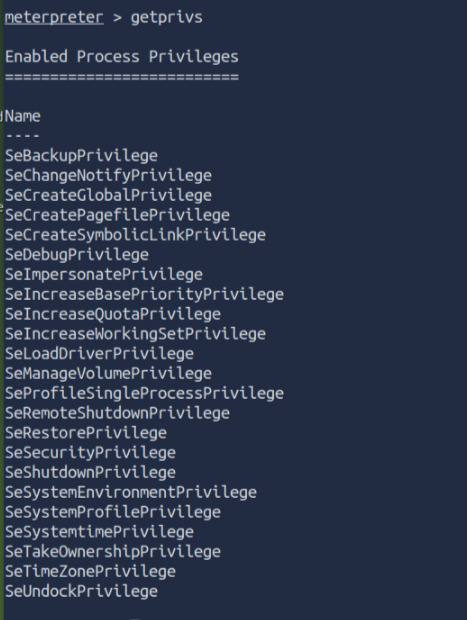 meterpreter > getprivs
Enabled Process Privileges
==========================
Name
----
SeBackupPrivilege
SeChangeNotifyPrivilege
SeCreateGlobalPrivilege
SeCreatePagefilePrivilege
SeCreateSymbolicLinkPrivilege
SeDebugPrivilege
SeImpersonatePrivilege
SeIncreaseBasePriorityPrivilege
SeIncreaseQuotaPrivilege
SeIncreaseWorkingSetPrivilege
SeLoadDriverPrivilege
SeManageVolumePrivilege
SeProfileSingleProcessPrivilege
SeRemoteShutdownPrivilege
SeRestorePrivilege
SeSecurityPrivilege
SeShutdownPrivilege
SeSystemEnvironmentPrivilege
SeSystemProfilePrivilege
SeSystemtimePrivilege
SeTakeOwnershipPrivilege
SeTimeZonePrivilege
SeUndockPrivilege